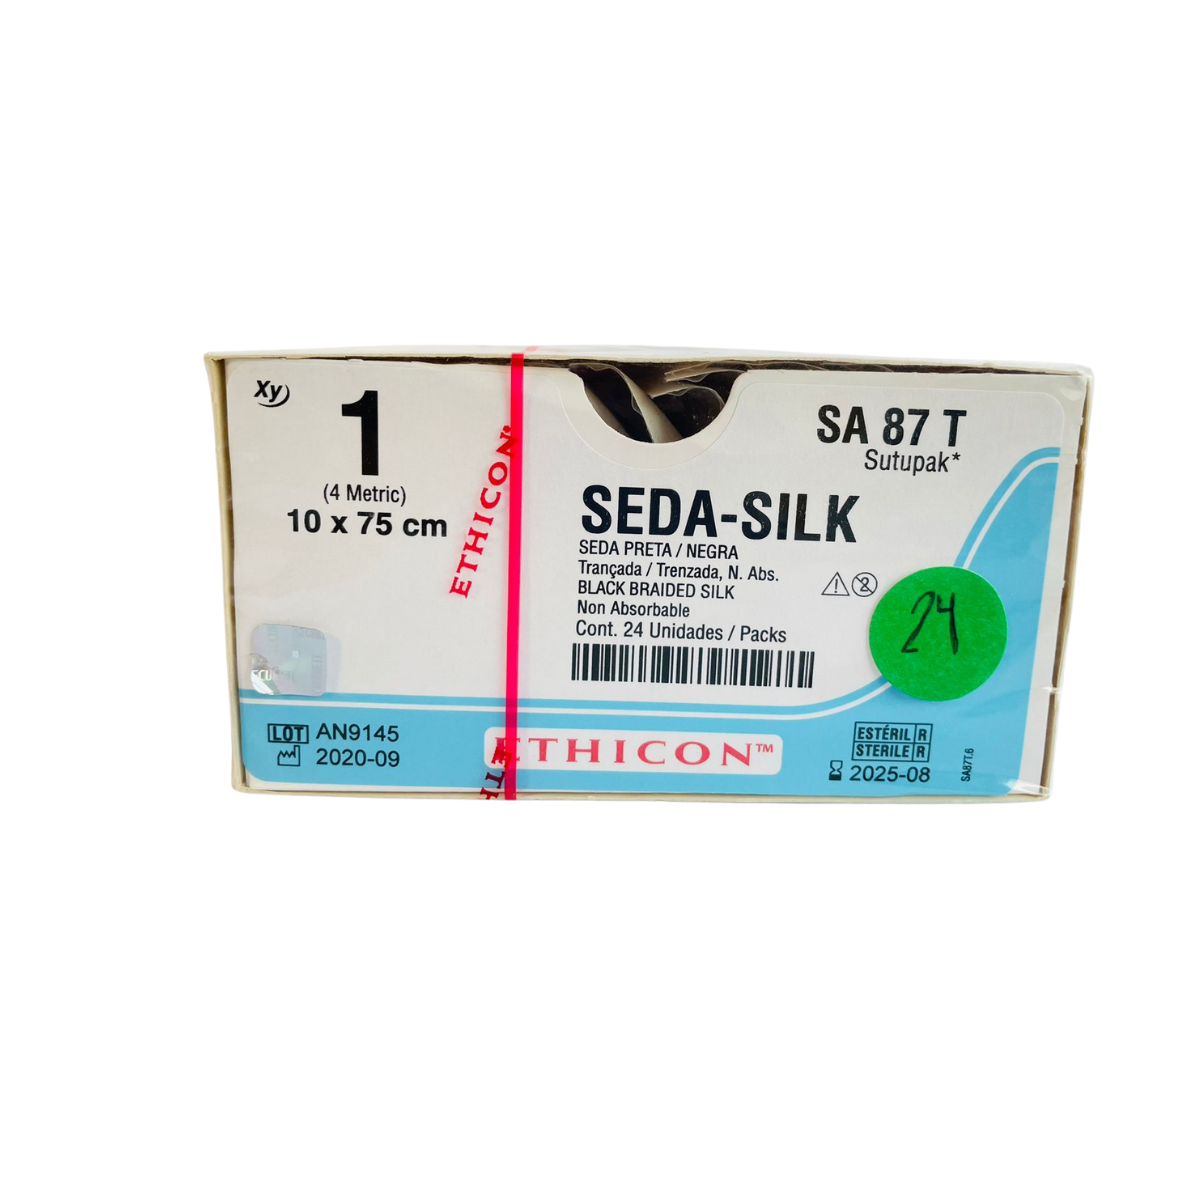 Xy
1
(4 Metric)
10 x 75 cm
ETHICON
SA 87 T
Sutupak*
SEDA-SILK
SEDA PRETA / NEGRA
Trançada / Trenzada, N. Abs.
BLACK BRAIDED SILK
Non Absorbable
Cont. 24 Unidades / Packs
24
LOT AN9145
2020-09
ETHICON™
ETH
ESTÉRIL R
STERILE R
2025-08
SA87T.6